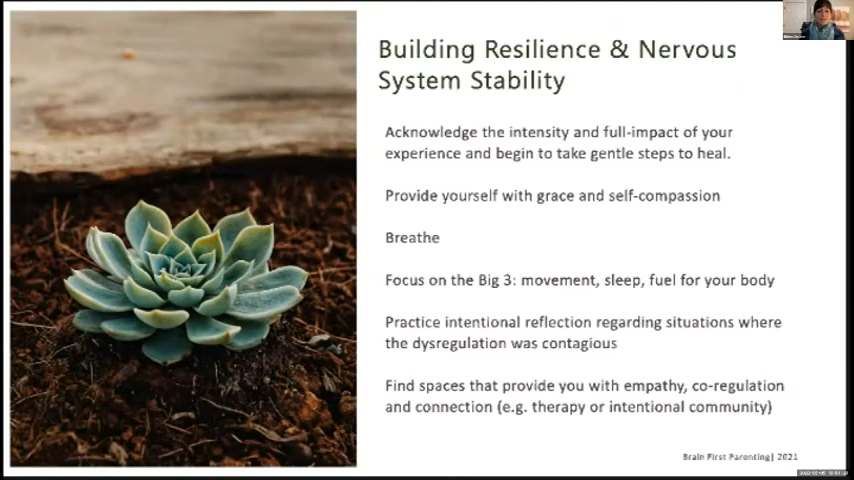 Building Resilience & Nervous
System Stability
Acknowledge the intensity and full-impact of your
experience and begin to take gentle steps to heal.
Provide yourself with grace and self-compassion
Breathe
Focus on the Big 3: movement, sleep, fuel for your body
Practice intentional reflection regarding situations where
the dysregulation was contagious
Find spaces that provide you with empathy, co-regulation
and connection (e.g. therapy or intentional community)
Brain First Parenting| 2021